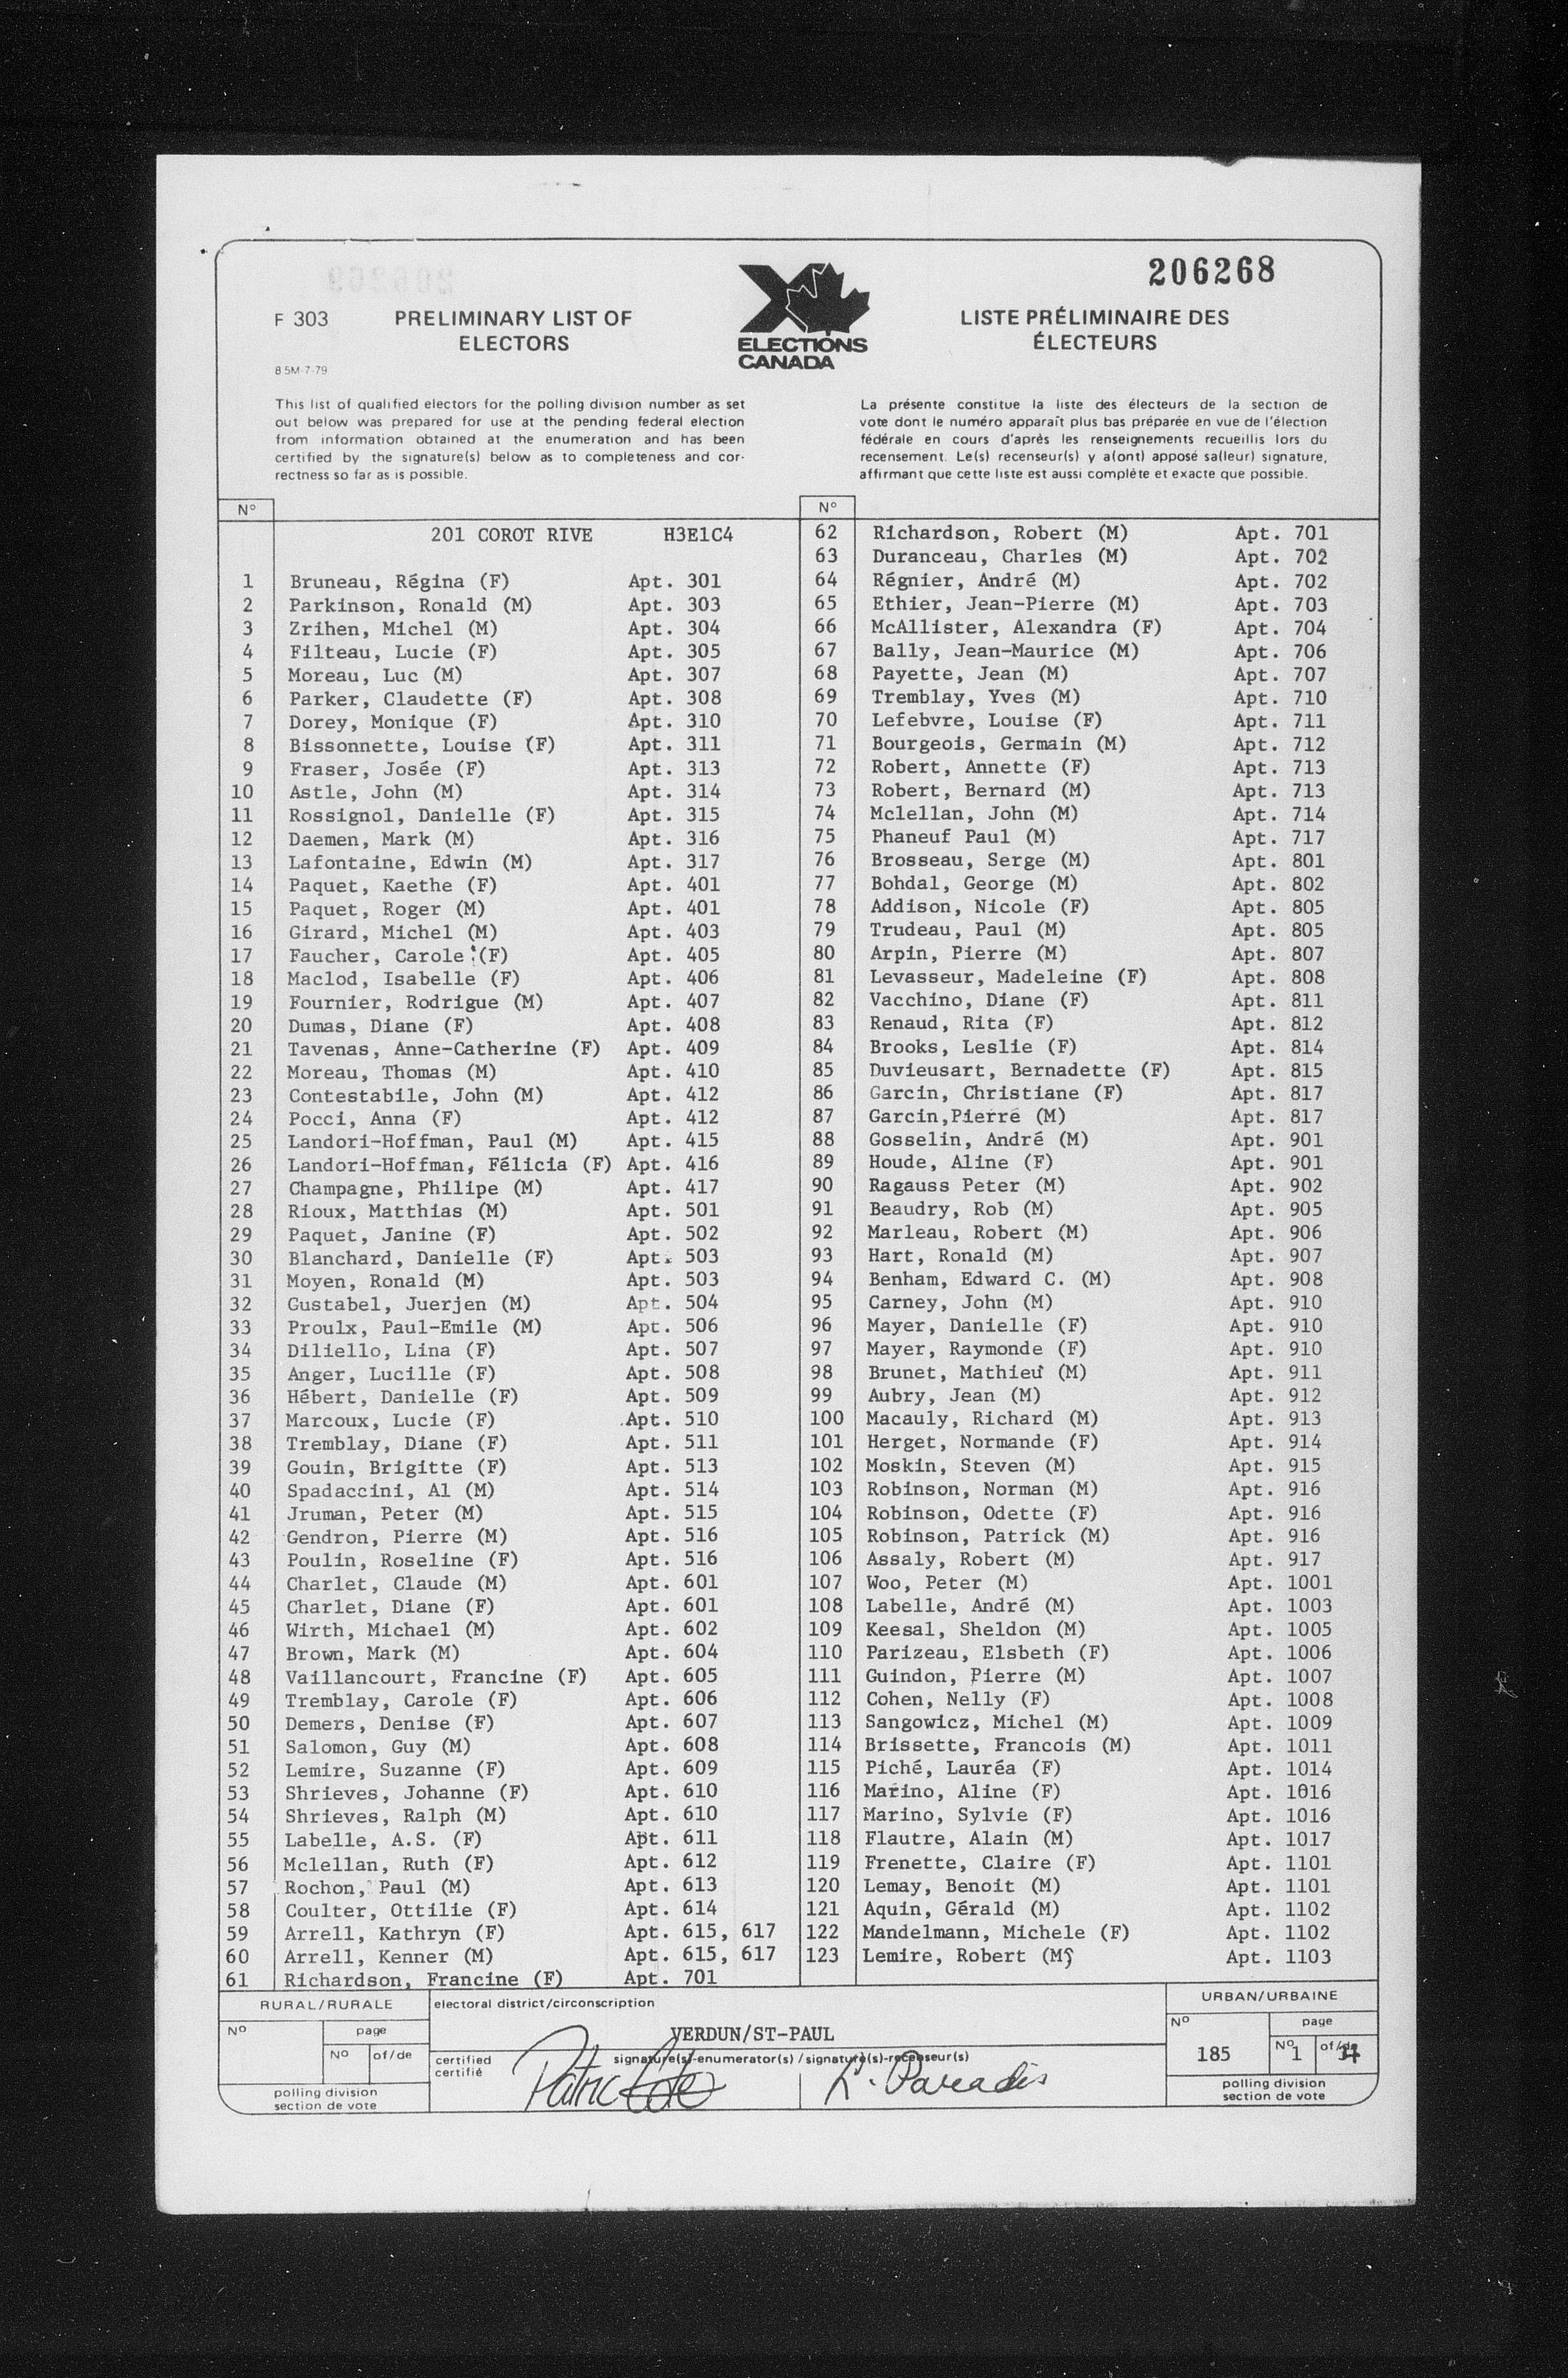 206268
F 303
PRELIMINARY LIST OF
ELECTORS
ELECTIONS
CANADA
LISTE PRÉLIMINAIRE DES
ÉLECTEURS
B 5M-7-79
This list of qualified electors for the polling division number as set
out below was prepared for use at the pending federal election
from information obtained at the enumeration and has been
certified by the signature(s) below as to completeness and cor-
rectness so far as is possible.
La présente constitue la liste des électeurs de la section de
vote dont le numéro apparaît plus bas préparée en vue de l'élection
fédérale en cours d'après les renseignements recueillis lors du
recensement. Le(s) recenseur(s) y a(ont) apposé sa(leur) signature,
affirmant que cette liste est aussi complète et exacte que possible.
N°
201 COROT RIVE H3E1C4
1 Bruneau, Régina (F) Apt. 301
2 Parkinson, Ronald (M) Apt. 303
3 Zrihen, Michel (M) Apt. 304
4 Filteau, Lucie (F) Apt. 305
5 Moreau, Luc (M) Apt. 307
6 Parker, Claudette (F) Apt. 308
7 Dorey, Monique (F) Apt. 310
8 Bissonnette, Louise (F) Apt. 311
9 Fraser, Josée (F) Apt. 313
10 Astle, John (M) Apt. 314
11 Rossignol, Danielle (F) Apt. 315
12 Daemen, Mark (M) Apt. 316
13 Lafontaine, Edwin (M) Apt. 317
14 Paquet, Kaethe (F) Apt. 401
15 Paquet, Roger (M) Apt. 401
16 Girard, Michel (M) Apt. 403
17 Faucher, Carole (F) Apt. 405
18 Maclod, Isabelle (F) Apt. 406
19 Fournier, Rodrigue (M) Apt. 407
20 Dumas, Diane (F) Apt. 408
21 Tavenas, Anne-Catherine (F) Apt. 409
22 Moreau, Thomas (M) Apt. 410
23 Contestabile, John (M) Apt. 412
24 Pocci, Anna (F) Apt. 412
25 Landori-Hoffman, Paul (M) Apt. 415
26 Landori-Hoffman, Félicia (F) Apt. 416
27 Champagne, Philipe (M) Apt. 417
28 Rioux, Matthias (M) Apt. 501
29 Paquet, Janine (F) Apt. 502
30 Blanchard, Danielle (F) Apt. 503
31 Moyen, Ronald (M) Apt. 503
32 Gustabel, Juerjen (M) Apt. 504
33 Proulx, Paul-Emile (M) Apt. 506
34 Diliello, Lina (F) Apt. 507
35 Anger, Lucille (F) Apt. 508
36 Hébert, Danielle (F) Apt. 509
37 Marcoux, Lucie (F) Apt. 510
38 Tremblay, Diane (F) Apt. 511
39 Gouin, Brigitte (F) Apt. 513
40 Spadaccini, Al (M) Apt. 514
41 Jruman, Peter (M) Apt. 515
42 Gendron, Pierre (M) Apt. 516
43 Poulin, Roseline (F) Apt. 516
44 Charlet, Claude (M) Apt. 601
45 Charlet, Diane (F) Apt. 601
46 Wirth, Michael (M) Apt. 602
47 Brown, Mark (M) Apt. 604
48 Vaillancourt, Francine (F) Apt. 605
49 Tremblay, Carole (F) Apt. 606
50 Demers, Denise (F) Apt. 607
51 Salomon, Guy (M) Apt. 608
52 Lemire, Suzanne (F) Apt. 609
53 Shrieves, Johanne (F) Apt. 610
54 Shrieves, Ralph (M) Apt. 610
55 Labelle, A.S. (F) Apt. 611
56 Mclellan, Ruth (F) Apt. 612
57 Rochon, Paul (M) Apt. 613
58 Coulter, Ottilie (F) Apt. 614
59 Arrell, Kathryn (F) Apt. 615, 617
60 Arrell, Kenner (M) Apt. 615, 617
61 Richardson, Francine (F) Apt. 701
N°
62 Richardson, Robert (M) Apt. 701
63 Duranceau, Charles (M) Apt. 702
64 Régnier, André (M) Apt. 702
65 Ethier, Jean-Pierre (M) Apt. 703
66 McAllister, Alexandra (F) Apt. 704
67 Bally, Jean-Maurice (M) Apt. 706
68 Payette, Jean (M) Apt. 707
69 Tremblay, Yves (M) Apt. 710
70 Lefebvre, Louise (F) Apt. 711
71 Bourgeois, Germain (M) Apt. 712
72 Robert, Annette (F) Apt. 713
73 Robert, Bernard (M) Apt. 713
74 Mclellan, John (M) Apt. 714
75 Phaneuf Paul (M) Apt. 717
76 Brosseau, Serge (M) Apt. 801
77 Bohdal, George (M) Apt. 802
78 Addison, Nicole (F) Apt. 805
79 Trudeau, Paul (M) Apt. 805
80 Arpin, Pierre (M) Apt. 807
81 Levasseur, Madeleine (F) Apt. 808
82 Vacchino, Diane (F) Apt. 811
83 Renaud, Rita (F) Apt. 812
84 Brooks, Leslie (F) Apt. 814
85 Duvieusart, Bernadette (F) Apt. 815
86 Garcin, Christiane (F) Apt. 817
87 Garcin,Pierre (M) Apt. 817
88 Gosselin, André (M) Apt. 901
89 Houde, Aline (F) Apt. 901
90 Ragauss Peter (M) Apt. 902
91 Beaudry, Rob (M) Apt. 905
92 Marleau, Robert (M) Apt. 906
93 Hart, Ronald (M) Apt. 907
94 Benham, Edward C. (M) Apt. 908
95 Carney, John (M) Apt. 910
96 Mayer, Danielle (F) Apt. 910
97 Mayer, Raymonde (F) Apt. 910
98 Brunet, Mathieu (M) Apt. 911
99 Aubry, Jean (M) Apt. 912
100 Macauly, Richard (M) Apt. 913
101 Herget, Normande (F) Apt. 914
102 Moskin, Steven (M) Apt. 915
103 Robinson, Norman (M) Apt. 916
104 Robinson, Odette (F) Apt. 916
105 Robinson, Patrick (M) Apt. 916
106 Assaly, Robert (M) Apt. 917
107 Woo, Peter (M) Apt. 1001
108 Labelle, André (M) Apt. 1003
109 Keesal, Sheldon (M) Apt. 1005
110 Parizeau, Elsbeth (F) Apt. 1006
111 Guindon, Pierre (M) Apt. 1007
112 Cohen, Nelly (F) Apt. 1008
113 Sangowicz, Michel (M) Apt. 1009
114 Brissette, Francois (M) Apt. 1011
115 Piché, Lauréa (F) Apt. 1014
116 Marino, Aline (F) Apt. 1016
117 Marino, Sylvie (F) Apt. 1016
118 Flautre, Alain (M) Apt. 1017
119 Frenette, Claire (F) Apt. 1101
120 Lemay, Benoit (M) Apt. 1101
121 Aquin, Gérald (M) Apt. 1102
122 Mandelmann, Michele (F) Apt. 1102
123 Lemire, Robert (M) Apt. 1103
RURAL/RURALE
N°
page
N° of/de
polling division
section de vote
electoral district/circonscription
VERDUN/ST-PAUL
certified
certifié
signature(s)-enumerator(s) / signature(s)-recenseur(s)
L. Paradis
URBAN/URBAINE
N°
185
page
N° 1 of/de
polling division
section de vote